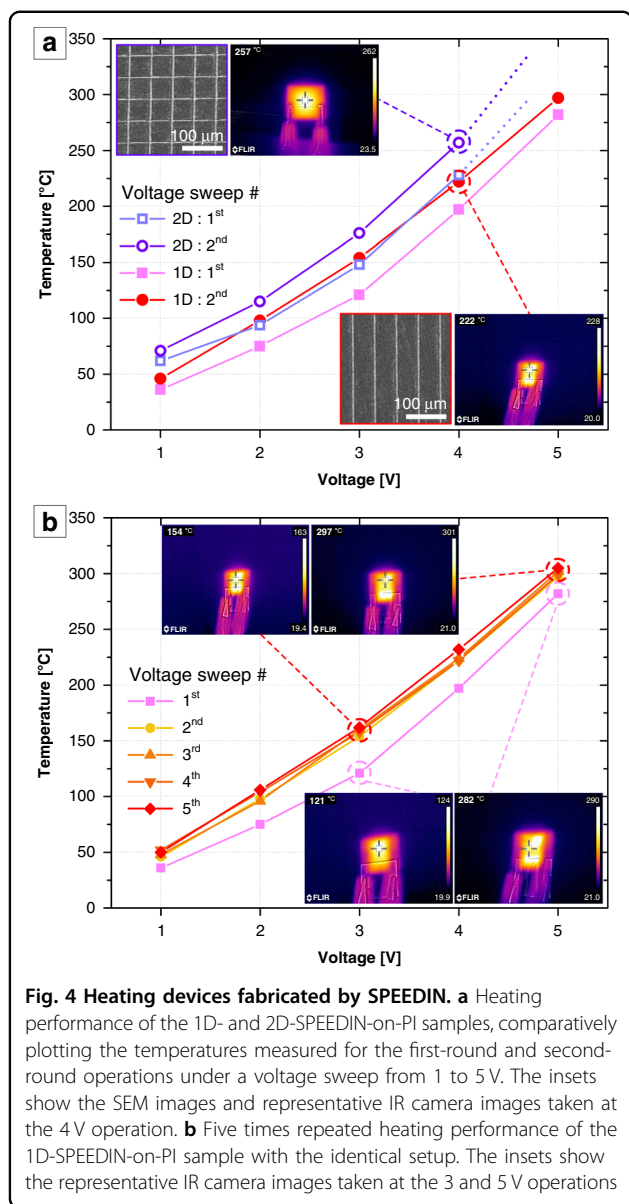 a
257 °C
262
23.5
FLIR
100 μm
Voltage sweep #
2D : 1st
2D : 2nd
1D : 1st
1D : 2nd
100 μm
222 °C
228
20.0
FLIR
Temperature [°C]
350
300
250
200
150
100
50
0
1 2 3 4 5
Voltage [V]
b
154 °C
163
19.4
FLIR
297 °C
301
21.0
FLIR
Voltage sweep #
1st
2nd
3rd
4th
5th
121 °C
124
19.9
FLIR
282 °C
290
21.0
FLIR
Temperature [°C]
350
300
250
200
150
100
50
0
1 2 3 4 5
Voltage [V]
Fig. 4 Heating devices fabricated by SPEEDIN. a Heating
performance of the 1D- and 2D-SPEEDIN-on-PI samples, comparatively
plotting the temperatures measured for the first-round and second-
round operations under a voltage sweep from 1 to 5 V. The insets
show the SEM images and representative IR camera images taken at
the 4 V operation. b Five times repeated heating performance of the
1D-SPEEDIN-on-PI sample with the identical setup. The insets show
the representative IR camera images taken at the 3 and 5 V operations